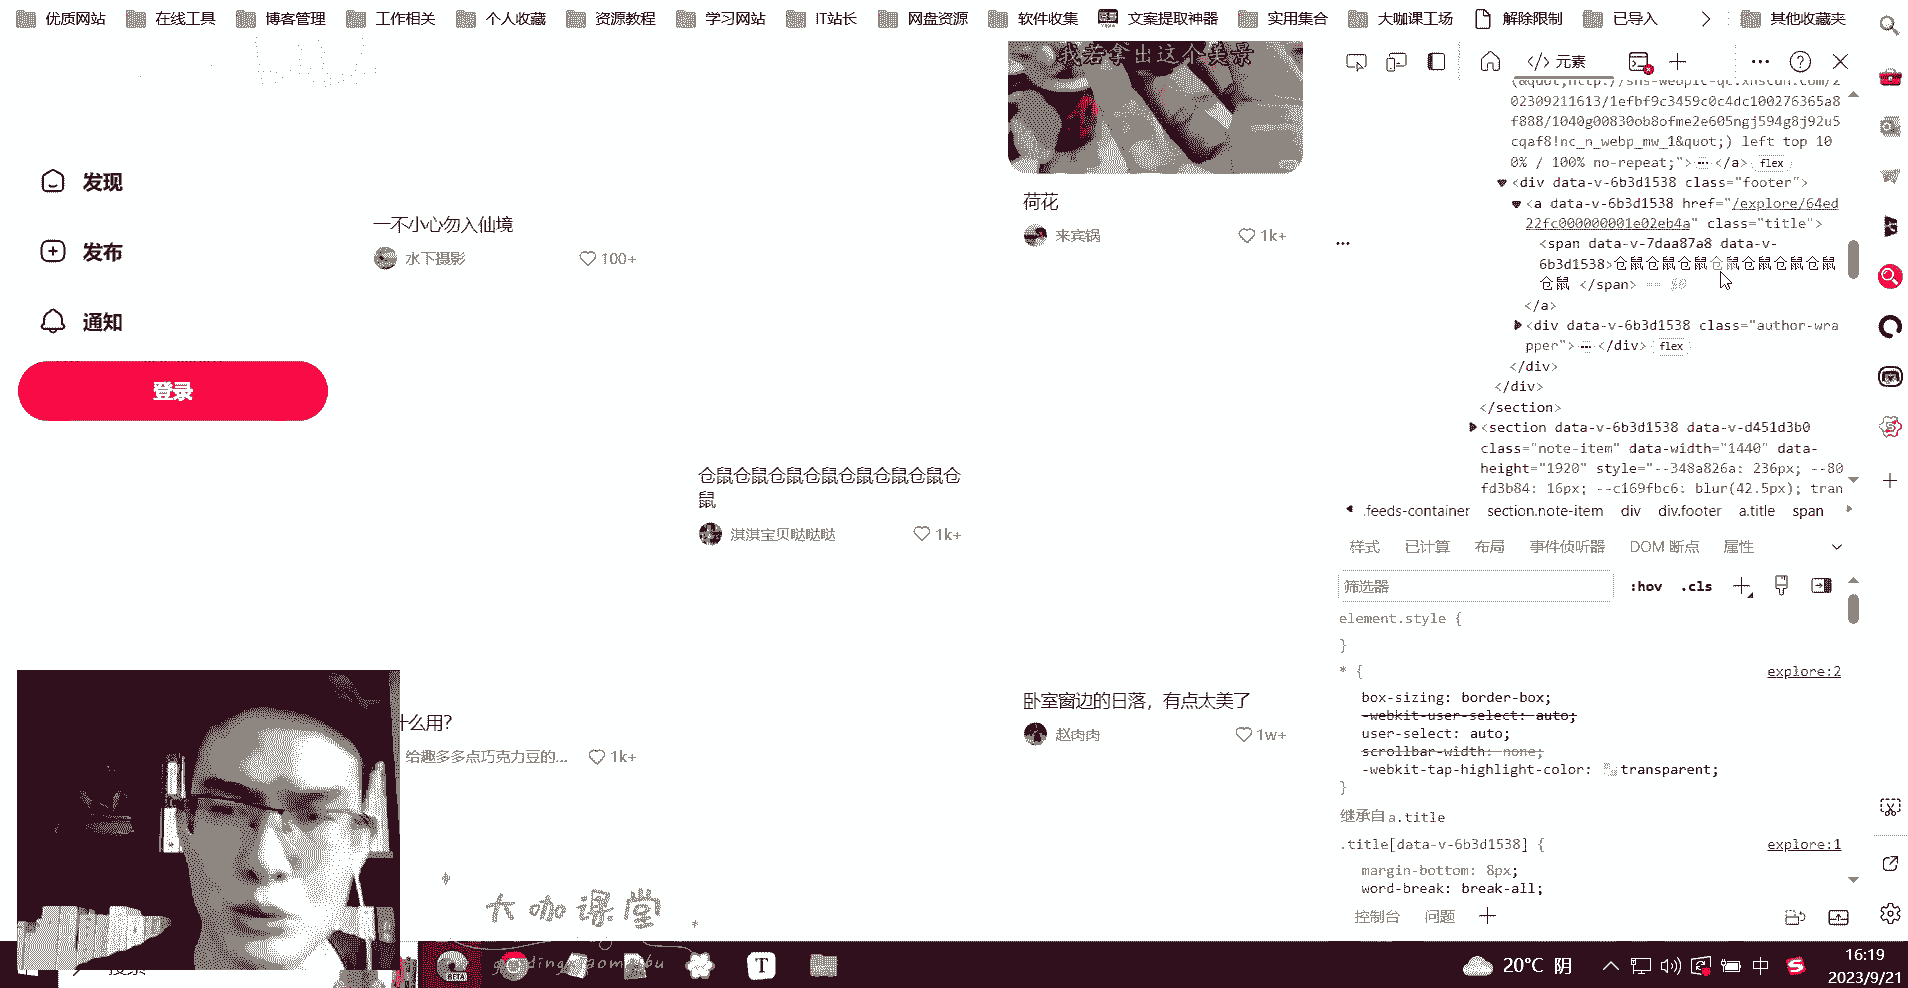 优质网站 在线工具 博客管理 工作相关 个人收藏 资源教程 学习网站 IT站长 网盘资源 软件收集 文案提取神器 实用集合 大咖课工场 解除限制 已导入 其他收藏夹
我若拿出这个美景
发现
发布
通知
登录
一不小心勿入仙境
水下摄影 100+
荷花
来宾锅 1k+
仓鼠仓鼠仓鼠仓鼠仓鼠仓鼠仓鼠仓
鼠
淇淇宝贝哒哒哒 1k+
什么用?
给趣多多点巧克力豆的... 1k+
卧室窗边的日落，有点太美了
赵肉肉 1w+
大咖课堂
元素
202309211613/1efbf9c3459c0c4dc100276365a8
f888/1040g00830ob8ofme2e605ngj594g8j92u5
cqaf8!nc_n_webp_mw_1&quot;) left top 10
0% / 100% no-repeat;"> ⋯ </a> flex
<div data-v-6b3d1538 class="footer">
<a data-v-6b3d1538 href="/explore/64ed
22fc000000001e02eb4a" class="title">
<span data-v-7daa87a8 data-v-
6b3d1538>仓鼠仓鼠仓鼠仓鼠仓鼠仓鼠仓鼠
仓鼠 </span> == $0
</a>
<div data-v-6b3d1538 class="author-wra
pper"> ⋯ </div> flex
</div>
</div>
</section>
<section data-v-6b3d1538 data-v-d451d3b0
class="note-item" data-width="1440" data-
height="1920" style="--348a826a: 236px; --80
fd3b84: 16px; --c169fbc6: blur(42.5px); tran
.feeds-container section.note-item div div.footer a.title span
样式 已计算 布局 事件侦听器 DOM 断点 属性
筛选器 :hov .cls
element.style {
}
* { explore:2
box-sizing: border-box;
-webkit-user-select: auto;
user-select: auto;
scrollbar-width: none;
-webkit-tap-highlight-color: transparent;
}
继承自 a.title
.title[data-v-6b3d1538] { explore:1
margin-bottom: 8px;
word-break: break-all;
控制台 问题
BETA
T
20°C 阴
中
16:19
2023/9/21